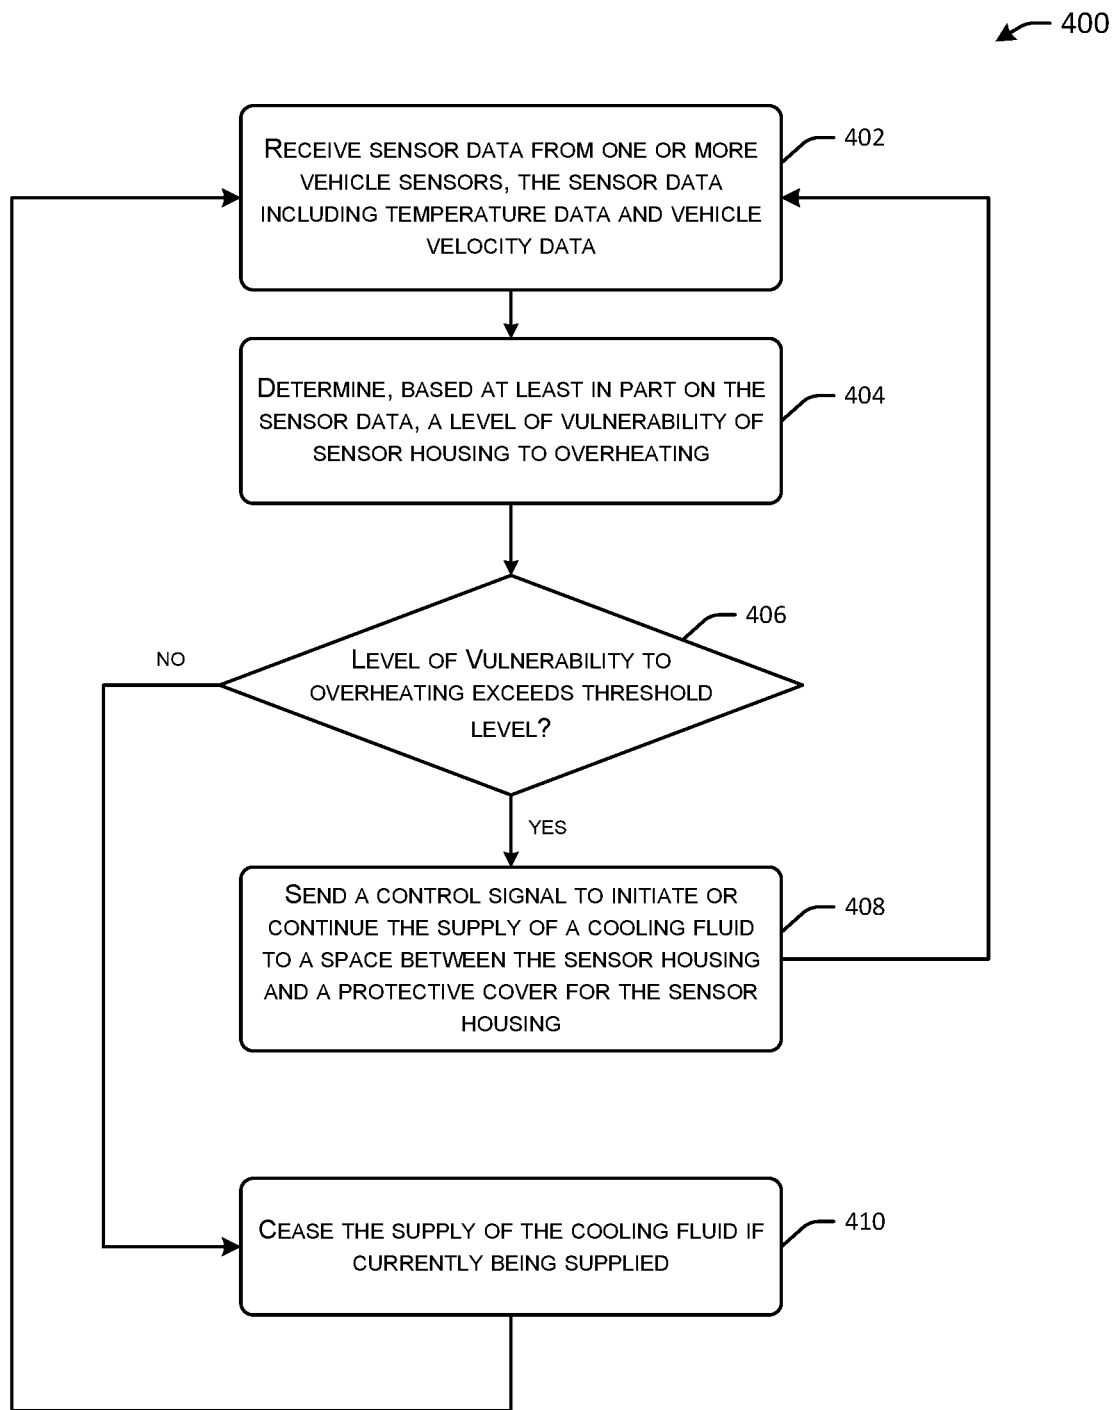 400
RECEIVE SENSOR DATA FROM ONE OR MORE
VEHICLE SENSORS, THE SENSOR DATA
INCLUDING TEMPERATURE DATA AND VEHICLE
VELOCITY DATA
402
DETERMINE, BASED AT LEAST IN PART ON THE
SENSOR DATA, A LEVEL OF VULNERABILITY OF
SENSOR HOUSING TO OVERHEATING
404
406
LEVEL OF VULNERABILITY TO
OVERHEATING EXCEEDS THRESHOLD
LEVEL?
NO
YES
SEND A CONTROL SIGNAL TO INITIATE OR
CONTINUE THE SUPPLY OF A COOLING FLUID
TO A SPACE BETWEEN THE SENSOR HOUSING
AND A PROTECTIVE COVER FOR THE SENSOR
HOUSING
408
CEASE THE SUPPLY OF THE COOLING FLUID IF
CURRENTLY BEING SUPPLIED
410